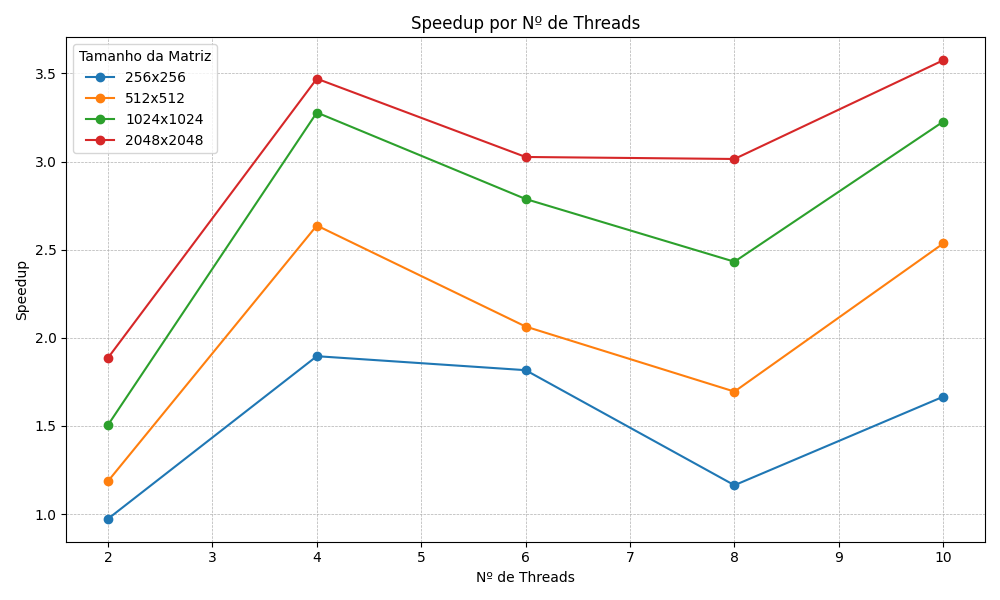 Speedup por Nº de Threads
Tamanho da Matriz
256x256
512x512
1024x1024
2048x2048
Speedup
3.5
3.0
2.5
2.0
1.5
1.0
2 3 4 5 6 7 8 9 10
Nº de Threads